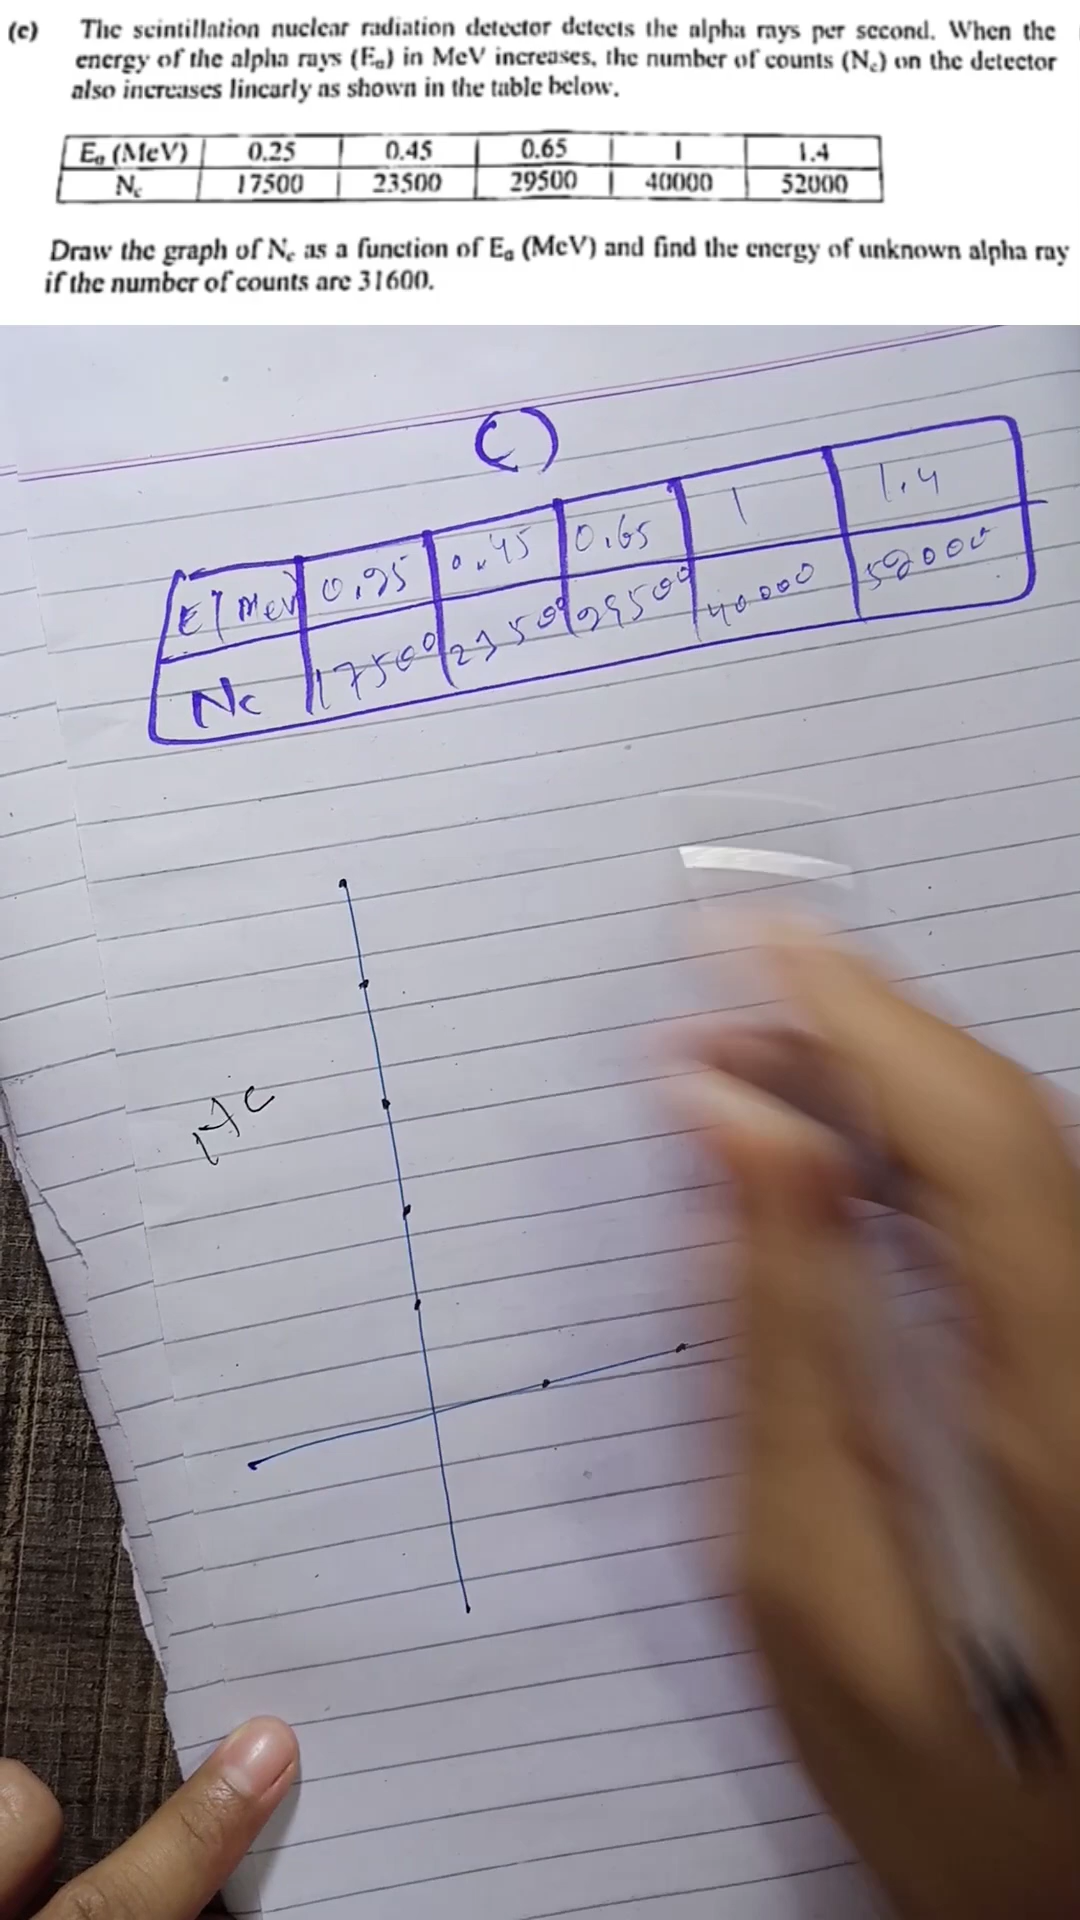 (c) The scintillation nuclear radiation detector detects the alpha rays per second. When the
energy of the alpha rays (Eα) in MeV increases, the number of counts (Nc) on the detector
also increases linearly as shown in the table below.
Eα (MeV) 0.25 0.45 0.65 1 1.4
Nc 17500 23500 29500 40000 52000
Draw the graph of Nc as a function of Eα (MeV) and find the energy of unknown alpha ray
if the number of counts are 31600.
C)
E/Mev 0.25 0.45 0.65 1 1.4
Nc 17500 23500 29500 40000 52000
Nc